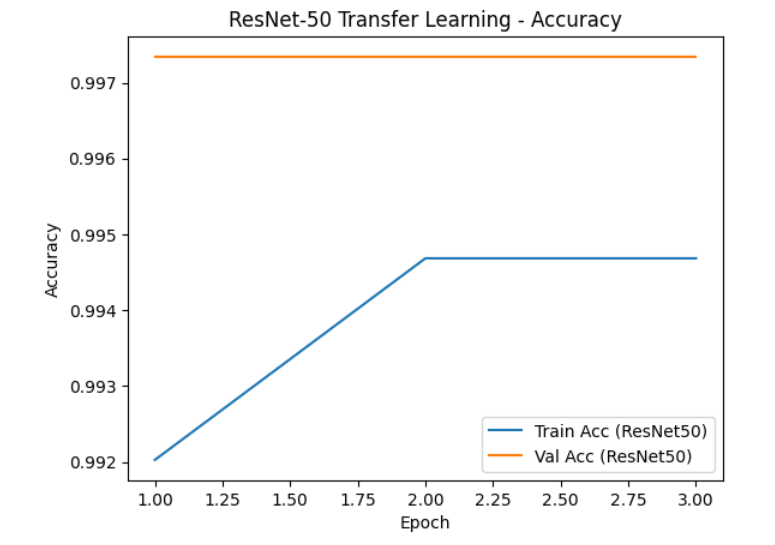 ResNet-50 Transfer Learning - Accuracy
0.997
0.996
0.995
0.994
0.993
0.992
Accuracy
Train Acc (ResNet50)
Val Acc (ResNet50)
1.00 1.25 1.50 1.75 2.00 2.25 2.50 2.75 3.00
Epoch